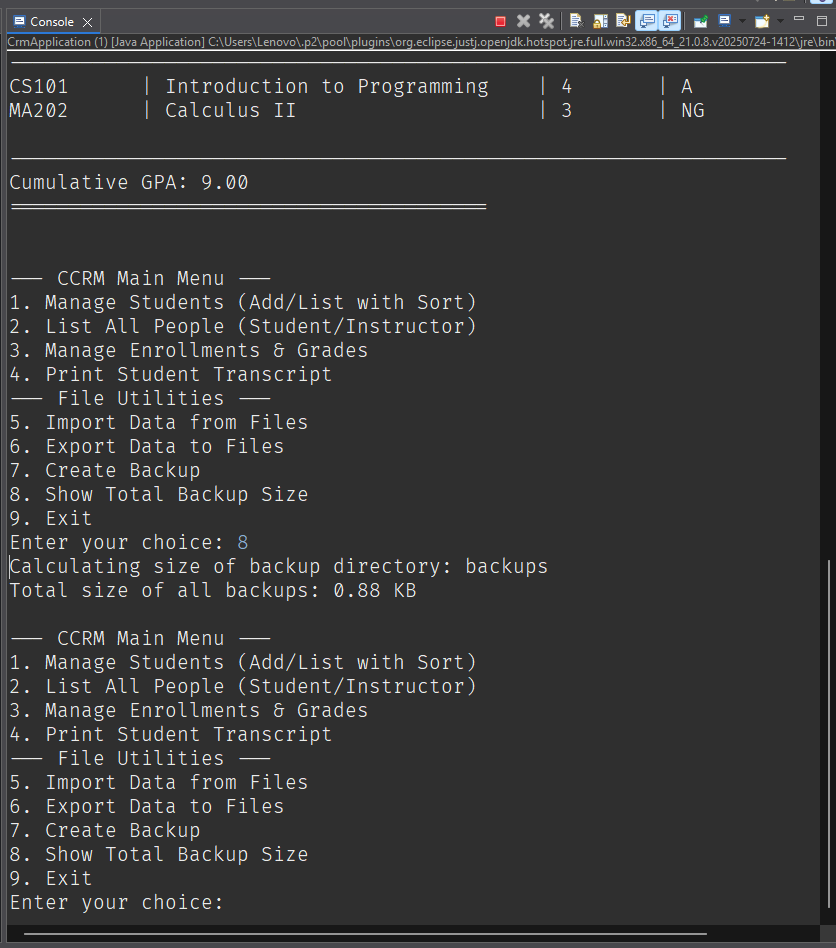 Console
CrmApplication (1) [Java Application] C:\Users\Lenovo\.p2\pool\plugins\org.eclipse.justj.openjdk.hotspot.jre.full.win32.x86_64_21.0.8.v20250724-1412\jre\bin
CS101 | Introduction to Programming | 4 | A
MA202 | Calculus II | 3 | NG
Cumulative GPA: 9.00
--- CCRM Main Menu ---
1. Manage Students (Add/List with Sort)
2. List All People (Student/Instructor)
3. Manage Enrollments & Grades
4. Print Student Transcript
--- File Utilities ---
5. Import Data from Files
6. Export Data to Files
7. Create Backup
8. Show Total Backup Size
9. Exit
Enter your choice: 8
Calculating size of backup directory: backups
Total size of all backups: 0.88 KB
--- CCRM Main Menu ---
1. Manage Students (Add/List with Sort)
2. List All People (Student/Instructor)
3. Manage Enrollments & Grades
4. Print Student Transcript
--- File Utilities ---
5. Import Data from Files
6. Export Data to Files
7. Create Backup
8. Show Total Backup Size
9. Exit
Enter your choice: